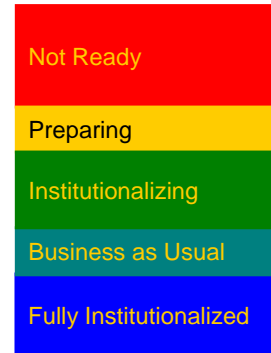 Not Ready
Preparing
Institutionalizing
Business as Usual
Fully Institutionalized